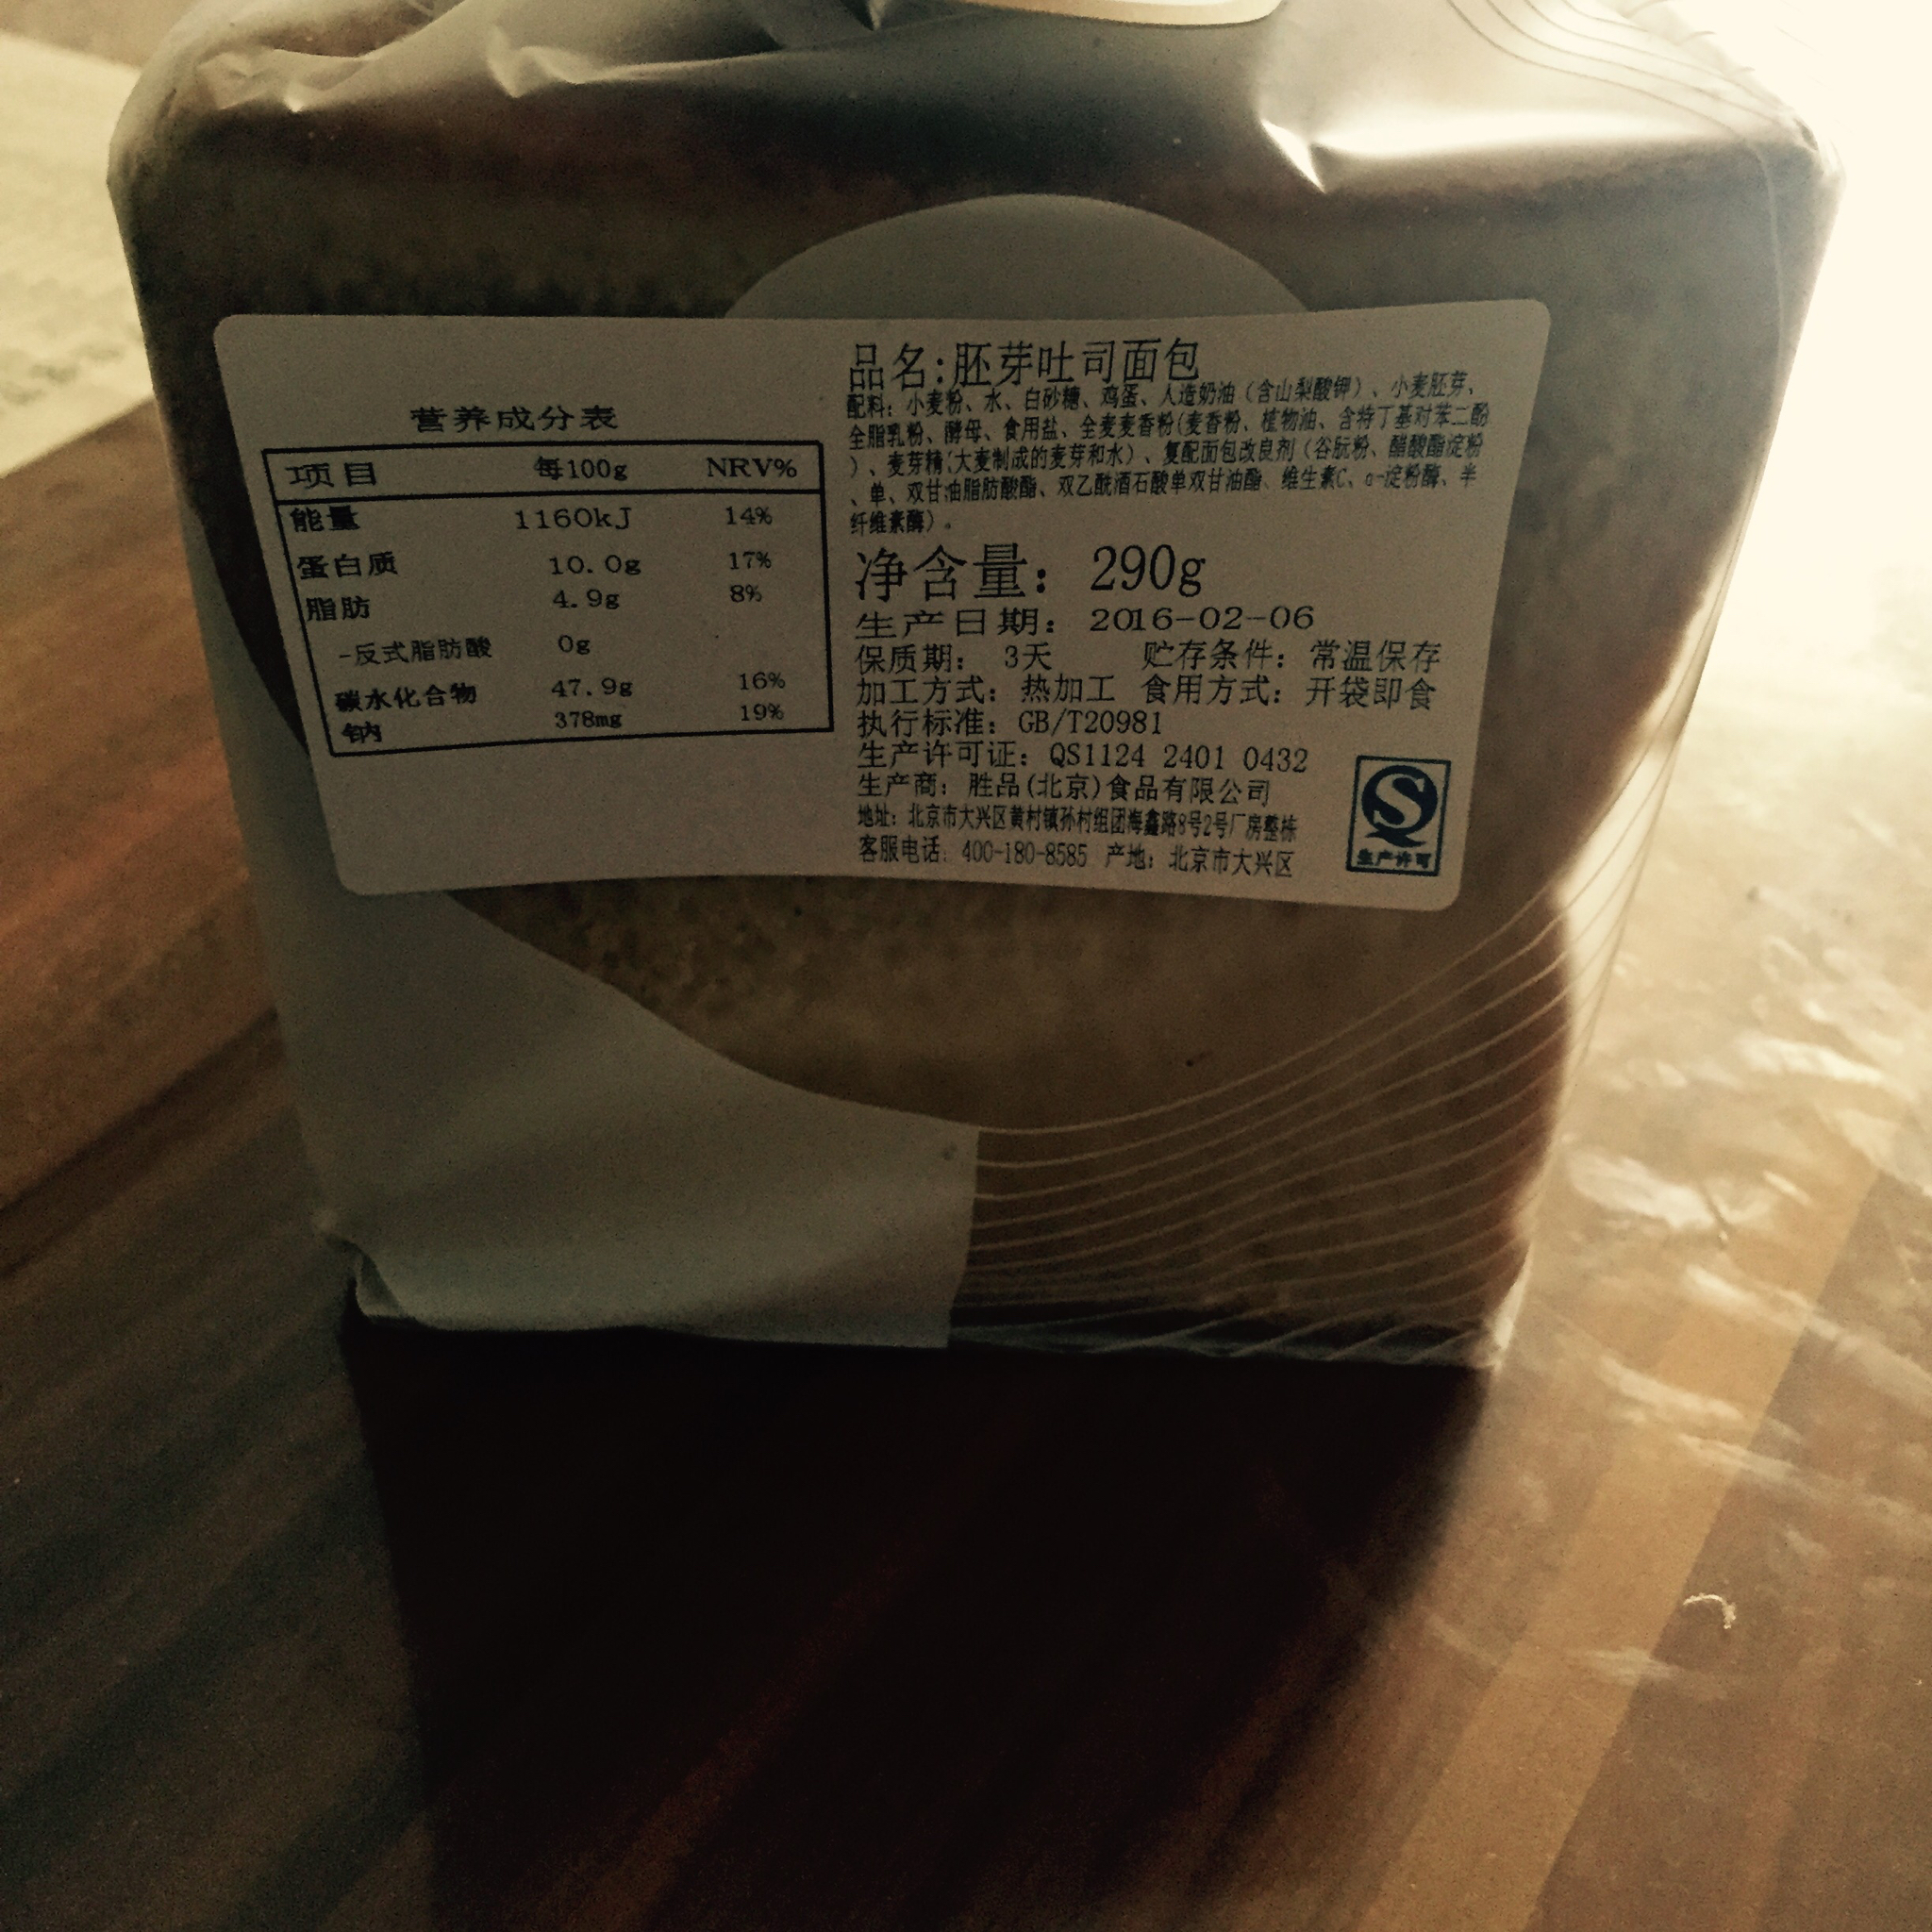 营养成分表
项目 每100g NRV%
能量 1160kJ 14%
蛋白质 10.0g 17%
脂肪 4.9g 8%
-反式脂肪酸 0g
碳水化合物 47.9g 16%
钠 378mg 19%
品名:胚芽吐司面包
配料：小麦粉、水、白砂糖、鸡蛋、人造奶油（含山梨酸钾）、小麦胚芽、
全脂乳粉、酵母、食用盐、全麦麦香粉(麦香粉、植物油、含特丁基对苯二酚
）、麦芽精(大麦制成的麦芽和水）、复配面包改良剂（谷朊粉、醋酸酯淀粉
、单、双甘油脂肪酸酯、双乙酰酒石酸单双甘油酯、维生素C、α-淀粉酶、半
纤维素酶）。
净含量：290g
生产日期：2016-02-06
保质期：3天 贮存条件：常温保存
加工方式：热加工 食用方式：开袋即食
执行标准：GB/T20981
生产许可证：QS1124 2401 0432
生产商：胜品(北京)食品有限公司
地址：北京市大兴区黄村镇孙村组团海鑫路8号2号厂房整栋
客服电话：400-180-8585 产地：北京市大兴区
生产许可